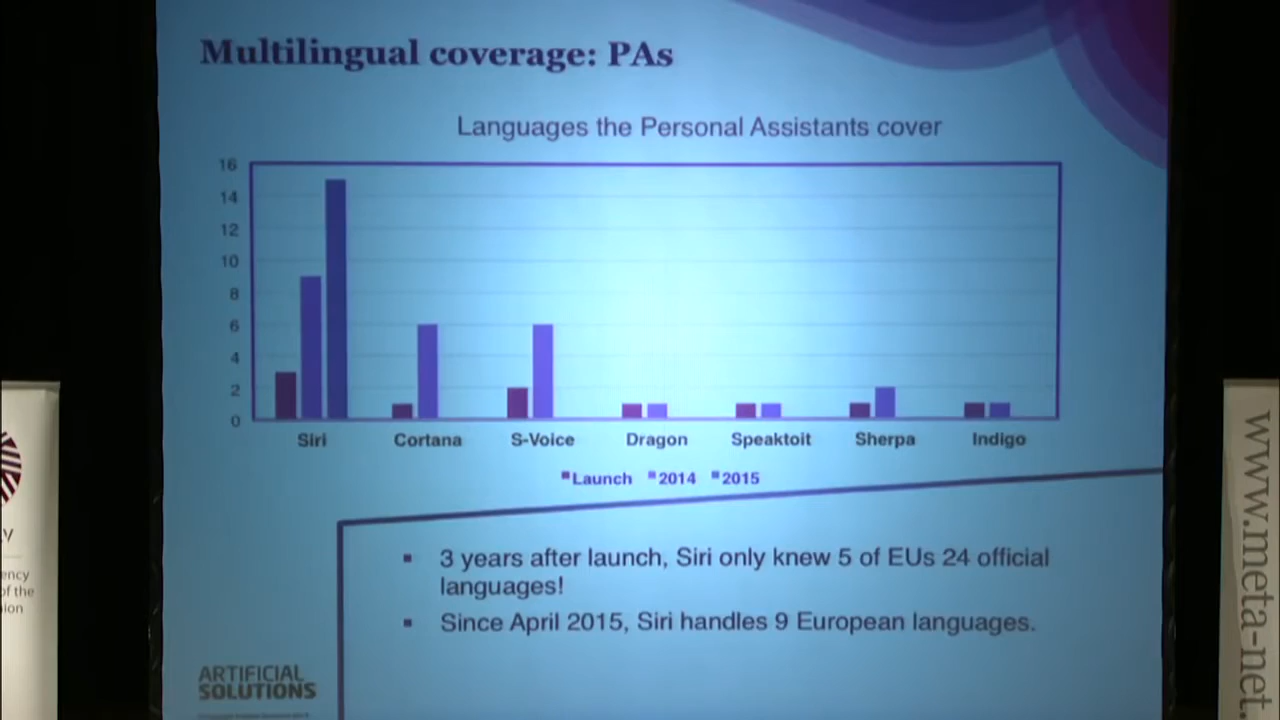 Multilingual coverage: PAs
Languages the Personal Assistants cover
16
14
12
10
8
6
4
2
0
Siri
Cortana
S-Voice
Dragon
Speaktoit
Sherpa
Indigo
Launch
2014
2015
3 years after launch, Siri only knew 5 of EUs 24 official
languages!
Since April 2015, Siri handles 9 European languages.
ARTIFICIAL
SOLUTIONS
ency
of the
ion
www.meta-net.